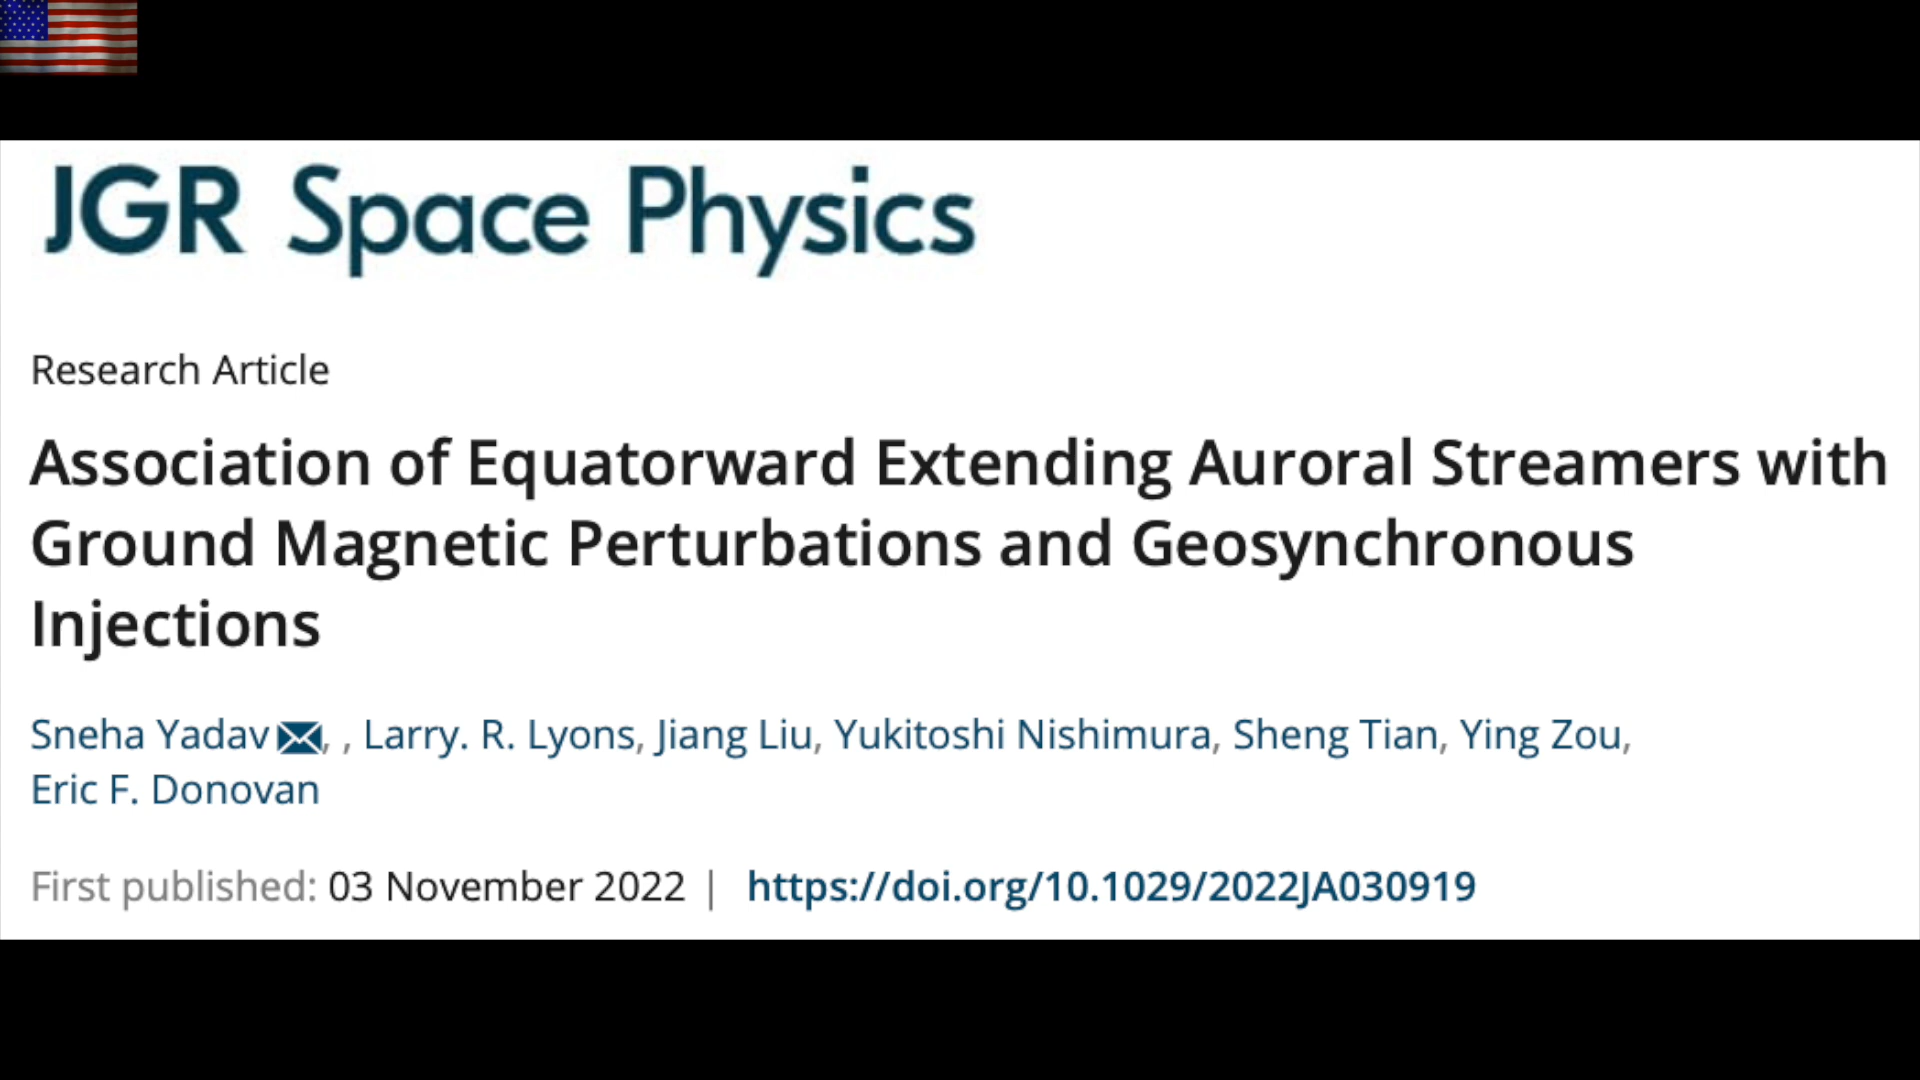 JGR Space Physics
Research Article
Association of Equatorward Extending Auroral Streamers with
Ground Magnetic Perturbations and Geosynchronous
Injections
Sneha Yadav, , Larry. R. Lyons, Jiang Liu, Yukitoshi Nishimura, Sheng Tian, Ying Zou,
Eric F. Donovan
First published: 03 November 2022 | https://doi.org/10.1029/2022JA030919